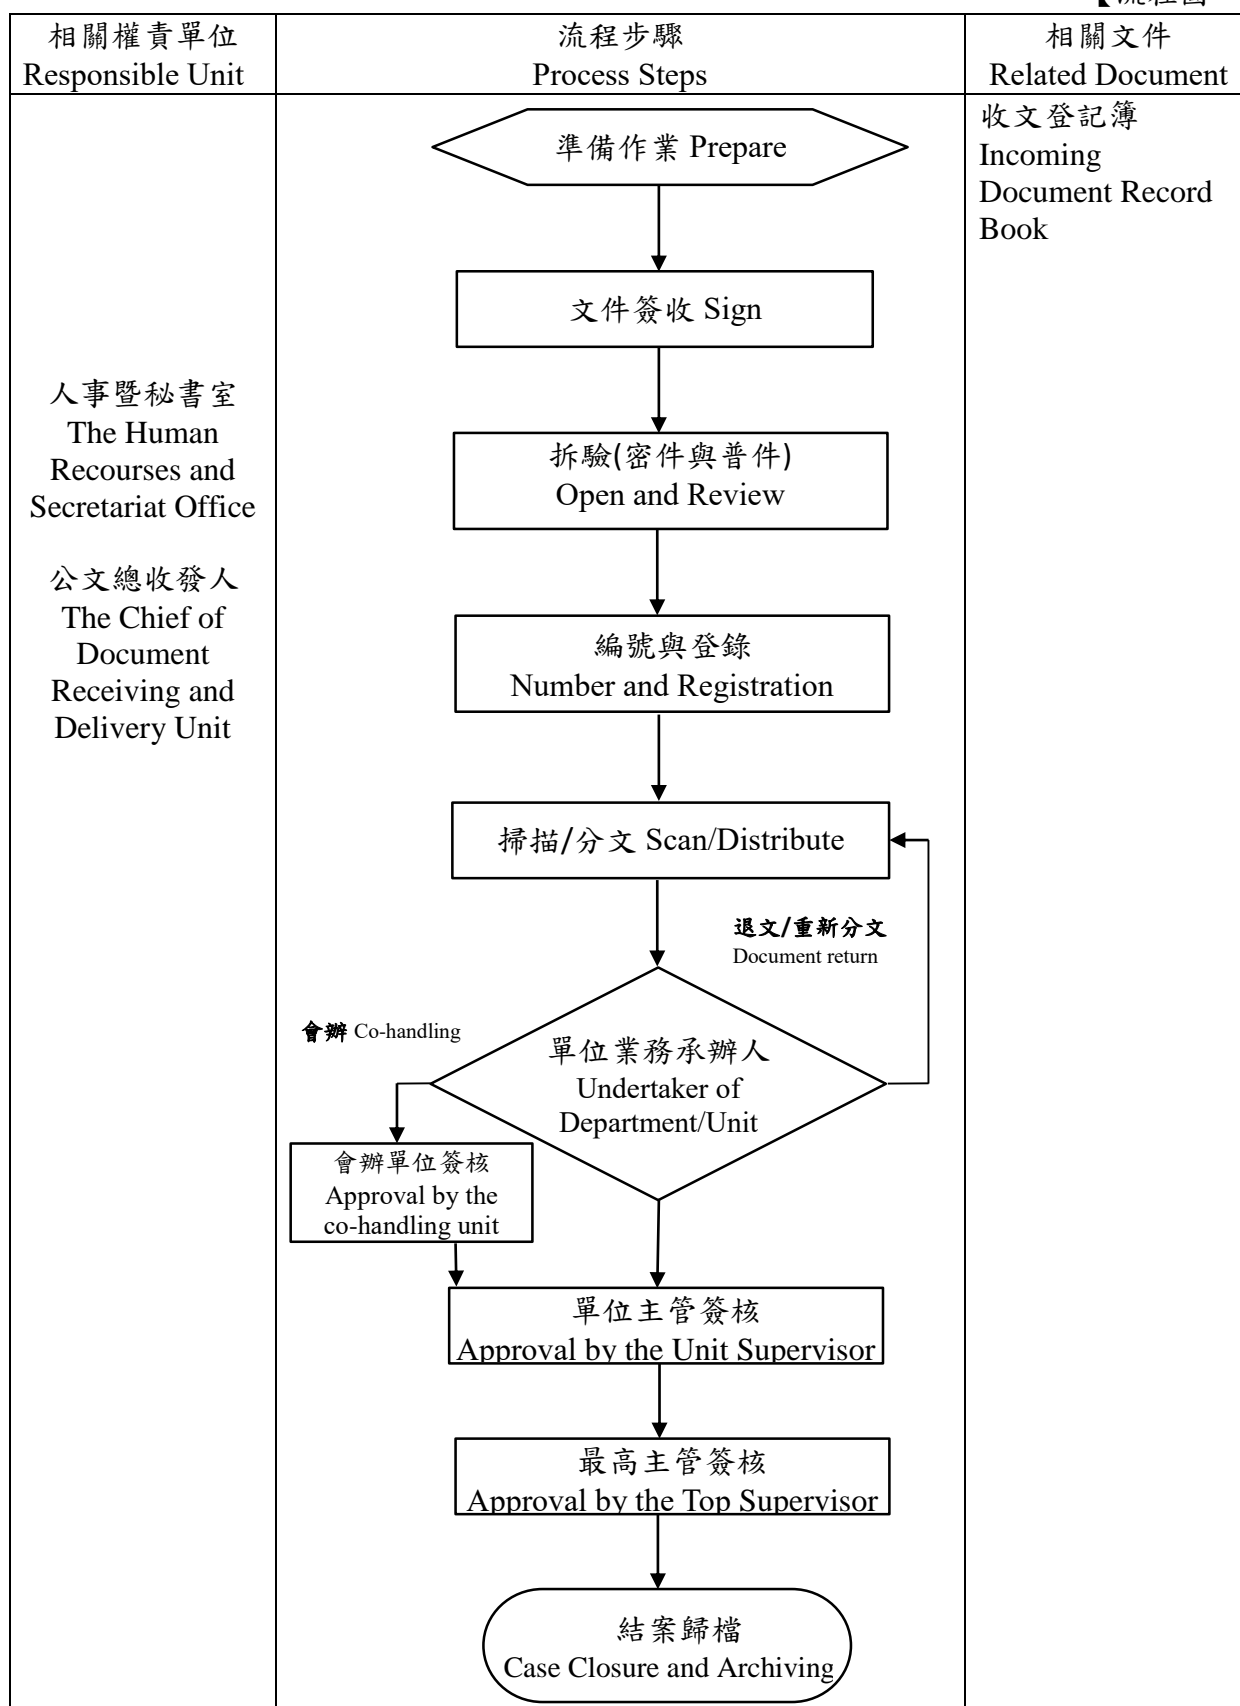 相關權責單位
Responsible Unit
流程步驟
Process Steps
相關文件
Related Document
人事暨秘書室
The Human
Recourses and
Secretariat Office
公文總收發人
The Chief of
Document
Receiving and
Delivery Unit
準備作業 Prepare
文件簽收 Sign
拆驗(密件與普件)
Open and Review
編號與登錄
Number and Registration
掃描/分文 Scan/Distribute
退文/重新分文
Document return
會辦 Co-handling
單位業務承辦人
Undertaker of
Department/Unit
會辦單位簽核
Approval by the
co-handling unit
單位主管簽核
Approval by the Unit Supervisor
最高主管簽核
Approval by the Top Supervisor
結案歸檔
Case Closure and Archiving
收文登記簿
Incoming
Document Record
Book